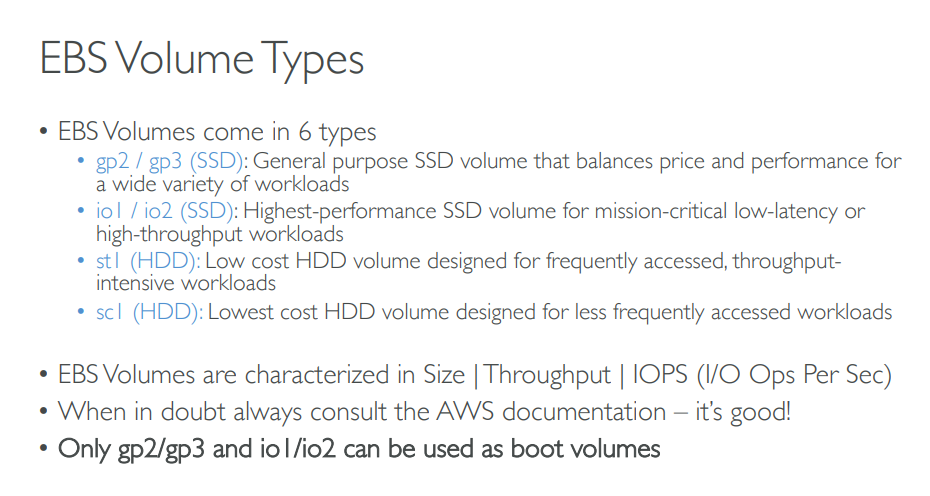 EBS Volume Types
• EBS Volumes come in 6 types
• gp2 / gp3 (SSD): General purpose SSD volume that balances price and performance for
a wide variety of workloads
• io1 / io2 (SSD): Highest-performance SSD volume for mission-critical low-latency or
high-throughput workloads
• st1 (HDD): Low cost HDD volume designed for frequently accessed, throughput-
intensive workloads
• sc1 (HDD): Lowest cost HDD volume designed for less frequently accessed workloads
• EBS Volumes are characterized in Size | Throughput | IOPS (I/O Ops Per Sec)
• When in doubt always consult the AWS documentation – it's good!
• Only gp2/gp3 and io1/io2 can be used as boot volumes